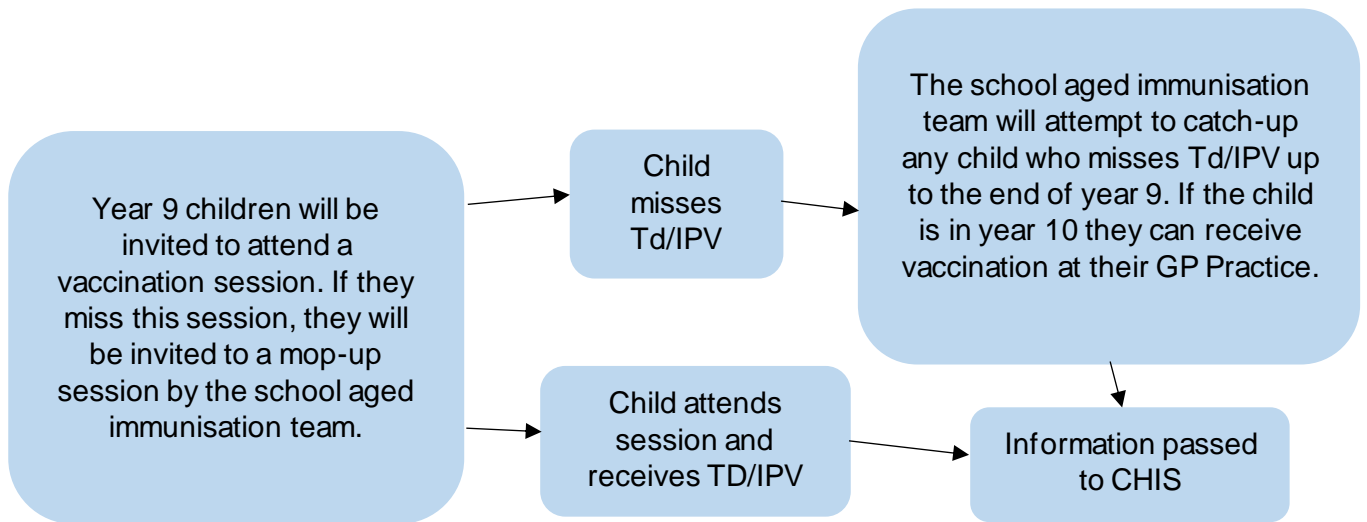 Year 9 children will be
invited to attend a
vaccination session. If they
miss this session, they will
be invited to a mop-up
session by the school aged
immunisation team.
Child
misses
Td/IPV
The school aged immunisation
team will attempt to catch-up
any child who misses Td/IPV up
to the end of year 9. If the child
is in year 10 they can receive
vaccination at their GP Practice.
Child attends
session and
receives TD/IPV
Information passed
to CHIS